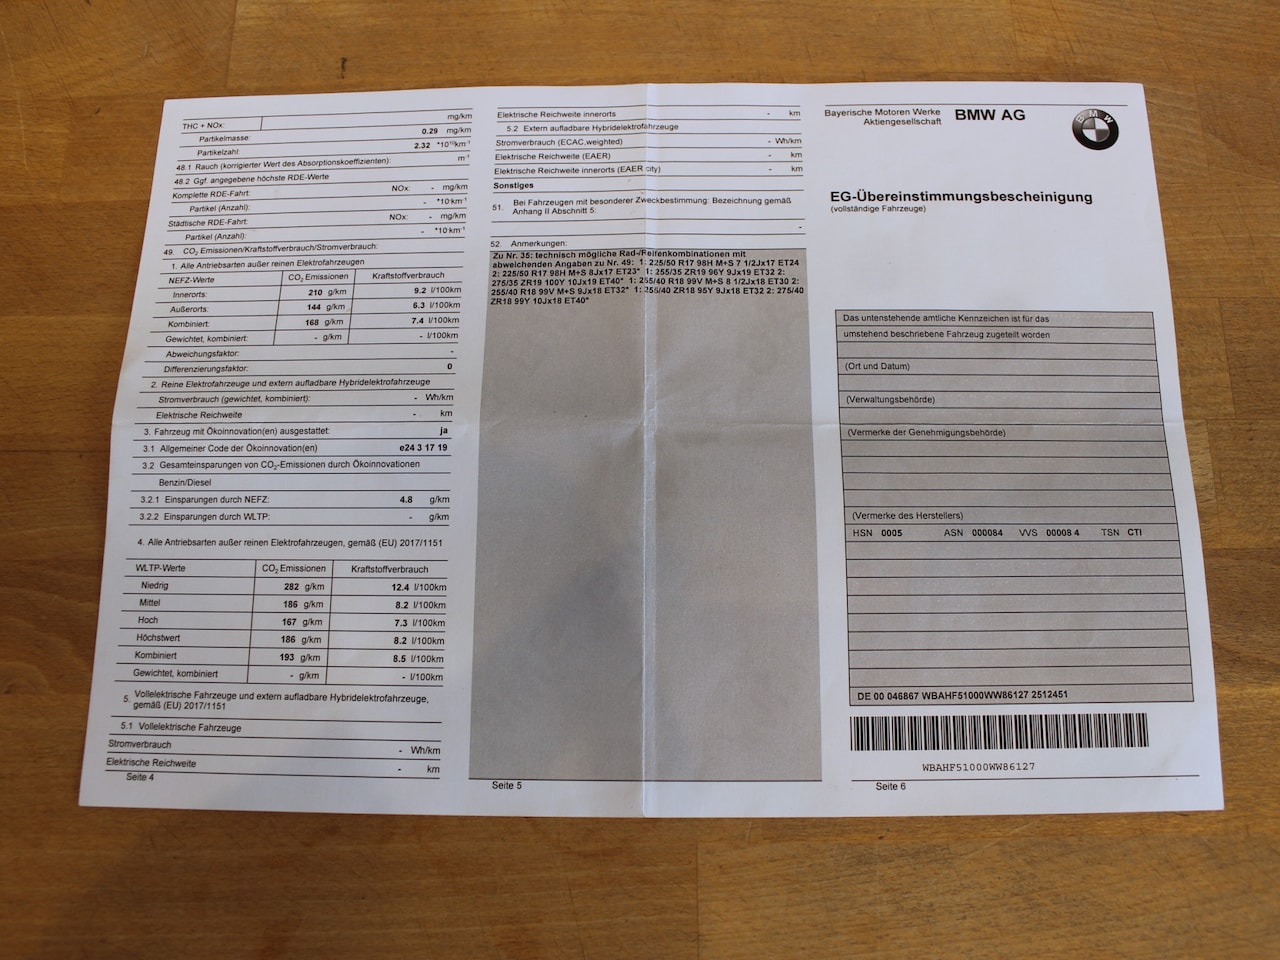 mg/km
THC + NOx:
Partikelmasse: 0.29 mg/km
Partikelzahl: 2.32 *10¹⁰km⁻¹
48.1 Rauch (korrigierter Wert des Absorptionskoeffizienten): m⁻¹
48.2 Ggf. angegebene höchste RDE-Werte
Komplette RDE-Fahrt: NOx: - mg/km
Partikel (Anzahl): - *10·km⁻¹
Städtische RDE-Fahrt: NOx: - mg/km
Partikel (Anzahl): - *10·km⁻¹
49. CO₂ Emissionen/Kraftstoffverbrauch/Stromverbrauch:
1. Alle Antriebsarten außer reinen Elektrofahrzeugen
NEFZ-Werte CO₂ Emissionen Kraftstoffverbrauch
Innerorts: 210 g/km 9.2 l/100km
Außerorts: 144 g/km 6.3 l/100km
Kombiniert: 168 g/km 7.4 l/100km
Gewichtet, kombiniert: - g/km - l/100km
Abweichungsfaktor: -
Differenzierungsfaktor: 0
2. Reine Elektrofahrzeuge und extern aufladbare Hybridelektrofahrzeuge
Stromverbrauch (gewichtet, kombiniert): - Wh/km
Elektrische Reichweite - km
3. Fahrzeug mit Ökoinnovation(en) ausgestattet: ja
3.1 Allgemeiner Code der Ökoinnovation(en) e24 3 17 19
3.2 Gesamteinsparungen von CO₂-Emissionen durch Ökoinnovationen
Benzin/Diesel
3.2.1 Einsparungen durch NEFZ: 4.8 g/km
3.2.2 Einsparungen durch WLTP: - g/km
4. Alle Antriebsarten außer reinen Elektrofahrzeugen, gemäß (EU) 2017/1151
WLTP-Werte CO₂ Emissionen Kraftstoffverbrauch
Niedrig 282 g/km 12.4 l/100km
Mittel 186 g/km 8.2 l/100km
Hoch 167 g/km 7.3 l/100km
Höchstwert 186 g/km 8.2 l/100km
Kombiniert 193 g/km 8.5 l/100km
Gewichtet, kombiniert - g/km - l/100km
5. Vollelektrische Fahrzeuge und extern aufladbare Hybridelektrofahrzeuge,
gemäß (EU) 2017/1151
5.1 Vollelektrische Fahrzeuge
Stromverbrauch - Wh/km
Elektrische Reichweite - km
Seite 4
Elektrische Reichweite innerorts - km
5.2 Extern aufladbare Hybridelektrofahrzeuge
Stromverbrauch (ECAC,weighted) - Wh/km
Elektrische Reichweite (EAER) - km
Elektrische Reichweite innerorts (EAER city) - km
Sonstiges
51. Bei Fahrzeugen mit besonderer Zweckbestimmung: Bezeichnung gemäß
Anhang II Abschnitt 5:
-
52. Anmerkungen:
Zu Nr. 35: technisch mögliche Rad-/Reifenkombinationen mit
abweichenden Angaben zu Nr. 49: 1: 225/50 R17 98H M+S 7 1/2Jx17 ET24
2: 225/50 R17 98H M+S 8Jx17 ET23* 1: 255/35 ZR19 96Y 9Jx19 ET32 2:
275/35 ZR19 100Y 10Jx19 ET40* 1: 255/40 R18 99V M+S 8 1/2Jx18 ET30 2:
255/40 R18 99V M+S 9Jx18 ET32* 1: 255/40 ZR18 95Y 9Jx18 ET32 2: 275/40
ZR18 99Y 10Jx18 ET40*
Seite 5
Bayerische Motoren Werke BMW AG
Aktiengesellschaft
BMW
EG-Übereinstimmungsbescheinigung
(vollständige Fahrzeuge)
Das untenstehende amtliche Kennzeichen ist für das
umstehend beschriebene Fahrzeug zugeteilt worden
(Ort und Datum)
(Verwaltungsbehörde)
(Vermerke der Genehmigungsbehörde)
(Vermerke des Herstellers)
HSN 0005 ASN 000084 VVS 00008 4 TSN CTI
DE 00 046867 WBAHF51000WW86127 2512451
WBAHF51000WW86127
Seite 6